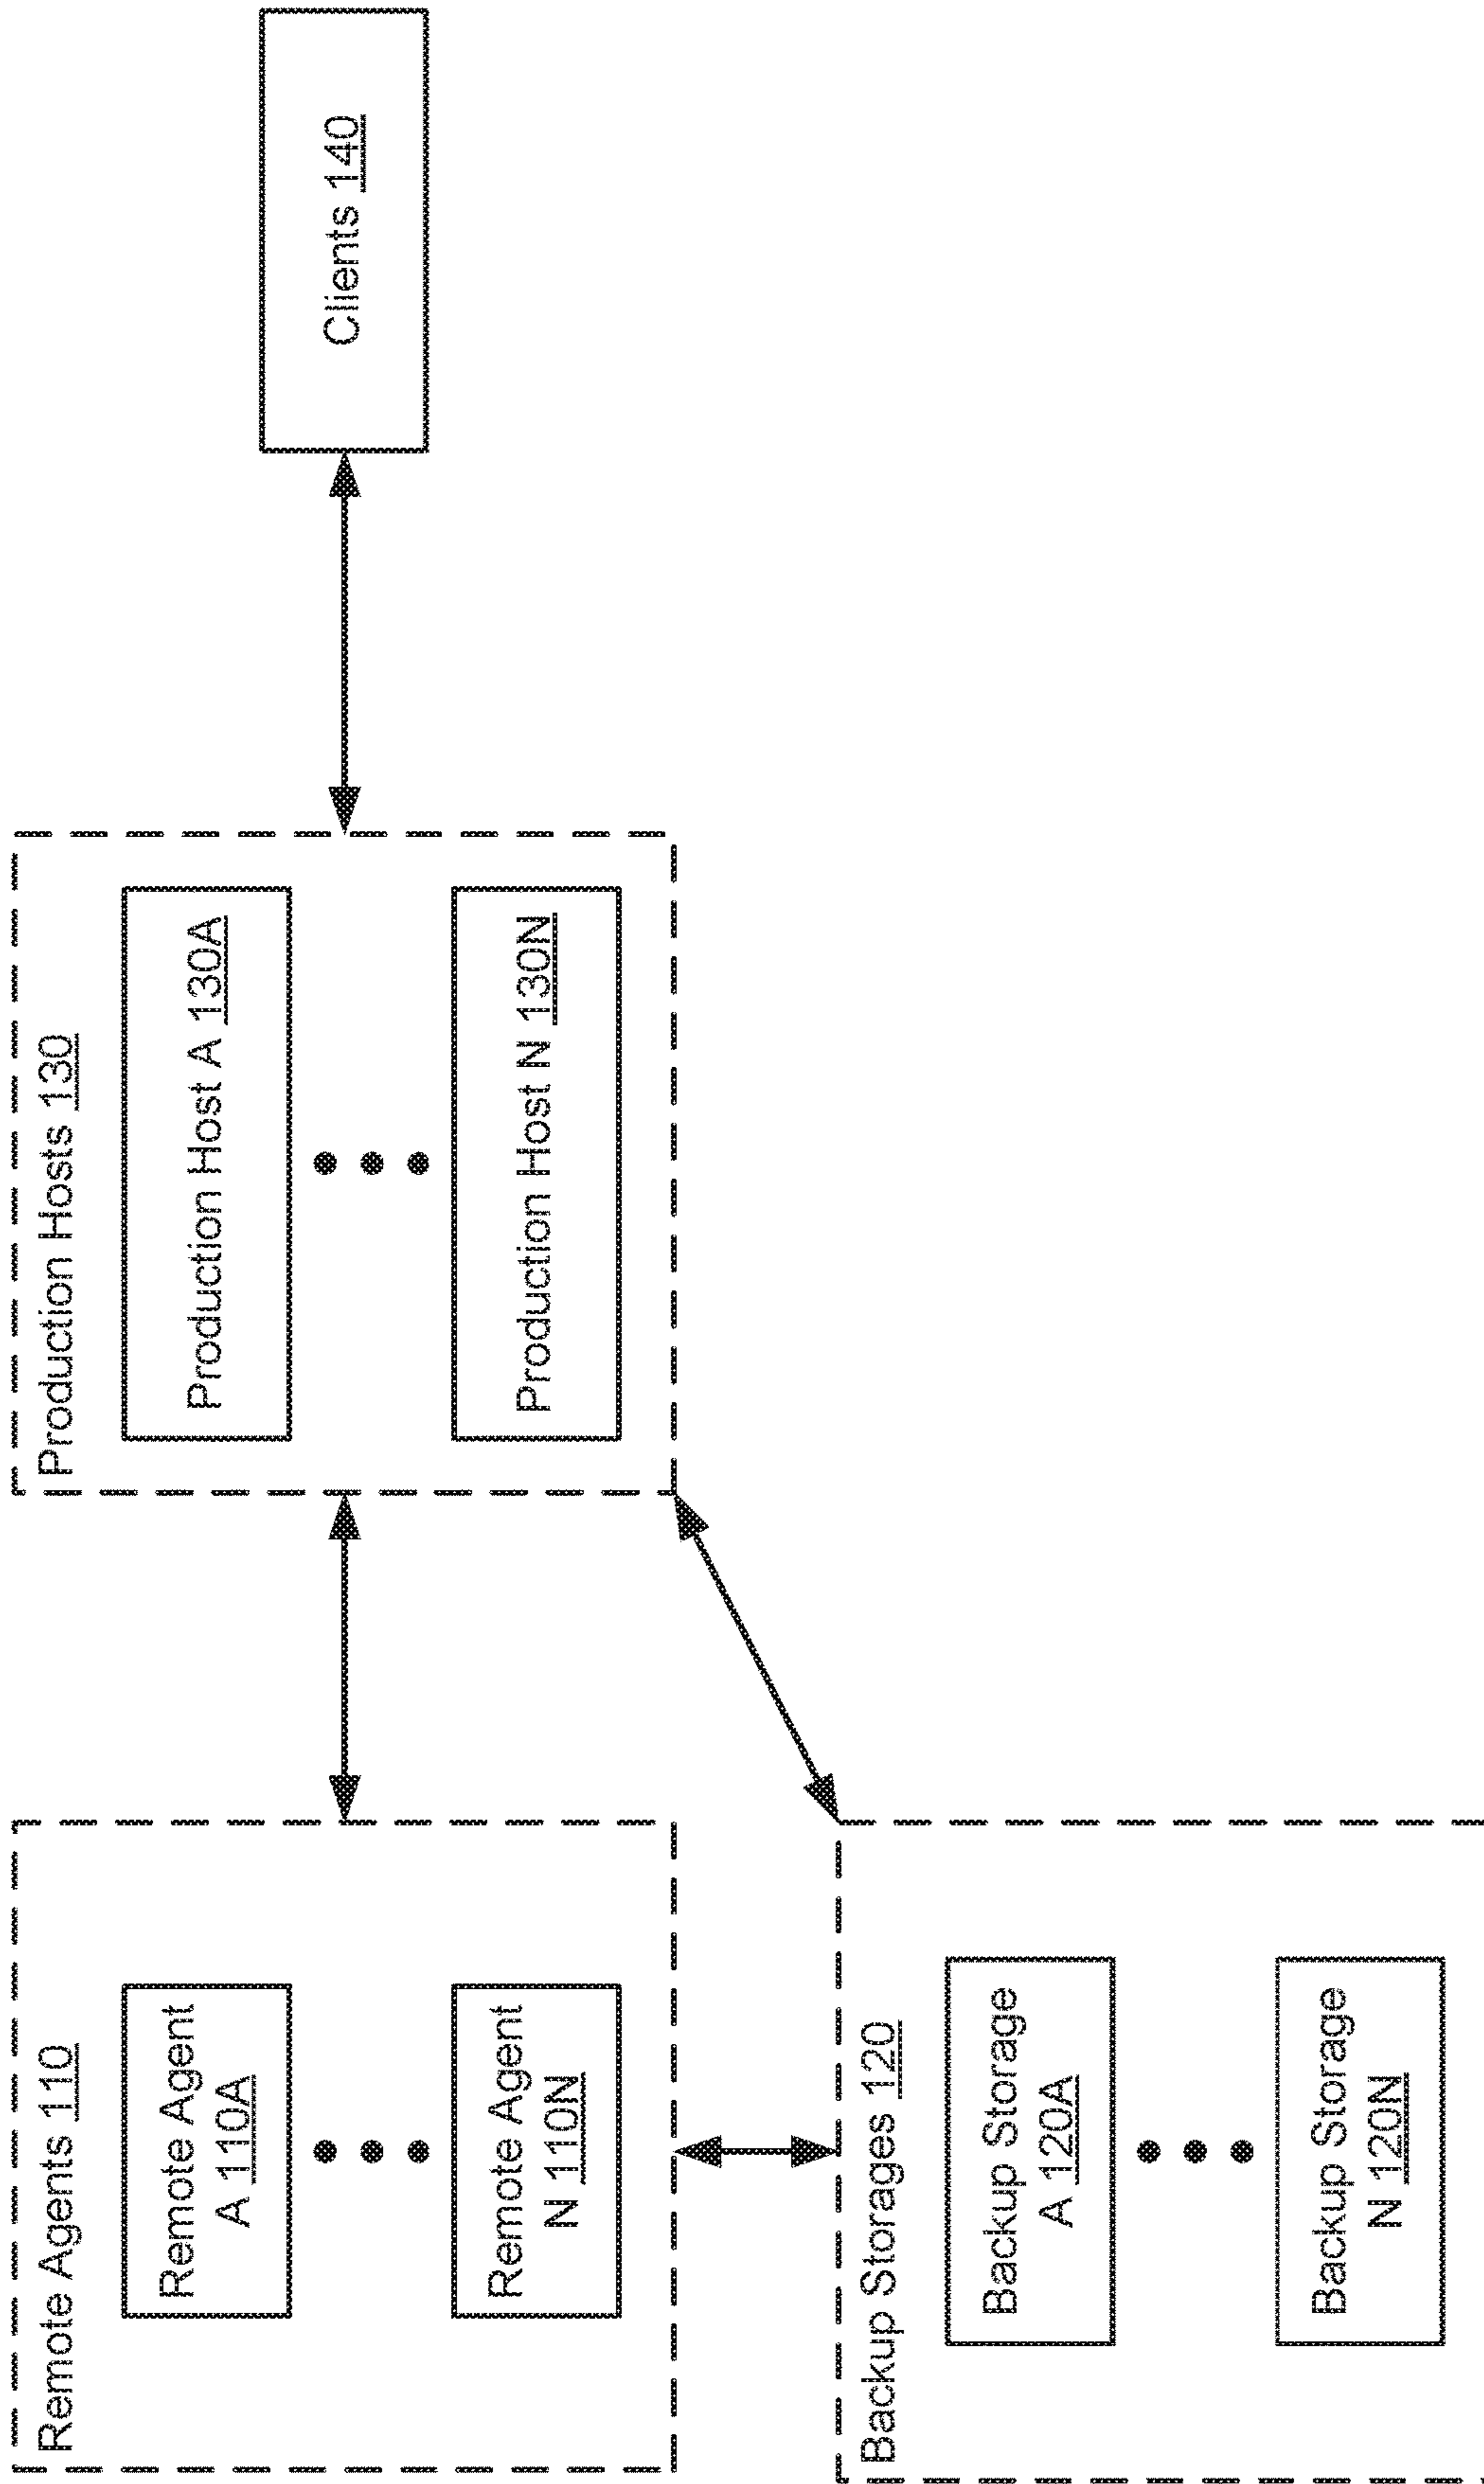 Remote Agents 110
Remote Agent
A 110A
Remote Agent
N 110N
Production Hosts 130
Production Host A 130A
Production Host N 130N
Clients 140
Backup Storages 120
Backup Storage
A 120A
Backup Storage
N 120N